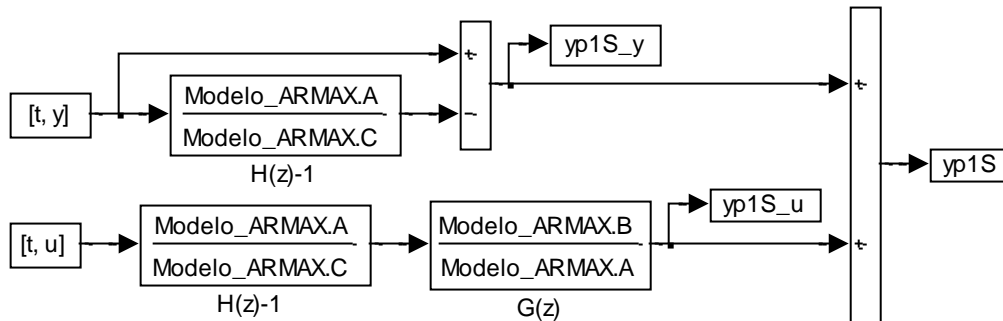 yp1S_y
+
[t, y]
Modelo_ARMAX.A
Modelo_ARMAX.C
-
H(z)-1
+
yp1S
yp1S_u
[t, u]
Modelo_ARMAX.A
Modelo_ARMAX.C
H(z)-1
Modelo_ARMAX.B
Modelo_ARMAX.A
G(z)
+